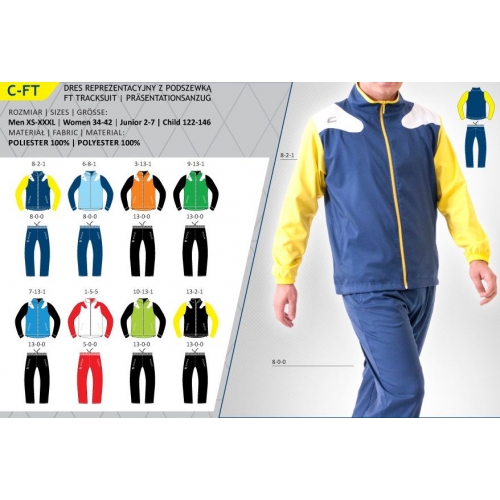 C-FT
DRES REPREZENTACYJNY Z PODSZEWKĄ
FT TRACKSUIT | PRÄSENTATIONSANZUG
ROZMIAR | SIZES | GRÖSSE:
Men XS-XXXL | Women 34-42 | Junior 2-7 | Child 122-146
MATERIAŁ | FABRIC | MATERIAL:
POLIESTER 100% | POLYESTER 100%
8-2-1
6-8-1
3-13-1
9-13-1
8-0-0
8-0-0
13-0-0
13-0-0
7-13-1
1-5-5
10-13-1
13-2-1
13-0-0
5-0-0
13-0-0
13-0-0
8-2-1
8-0-0